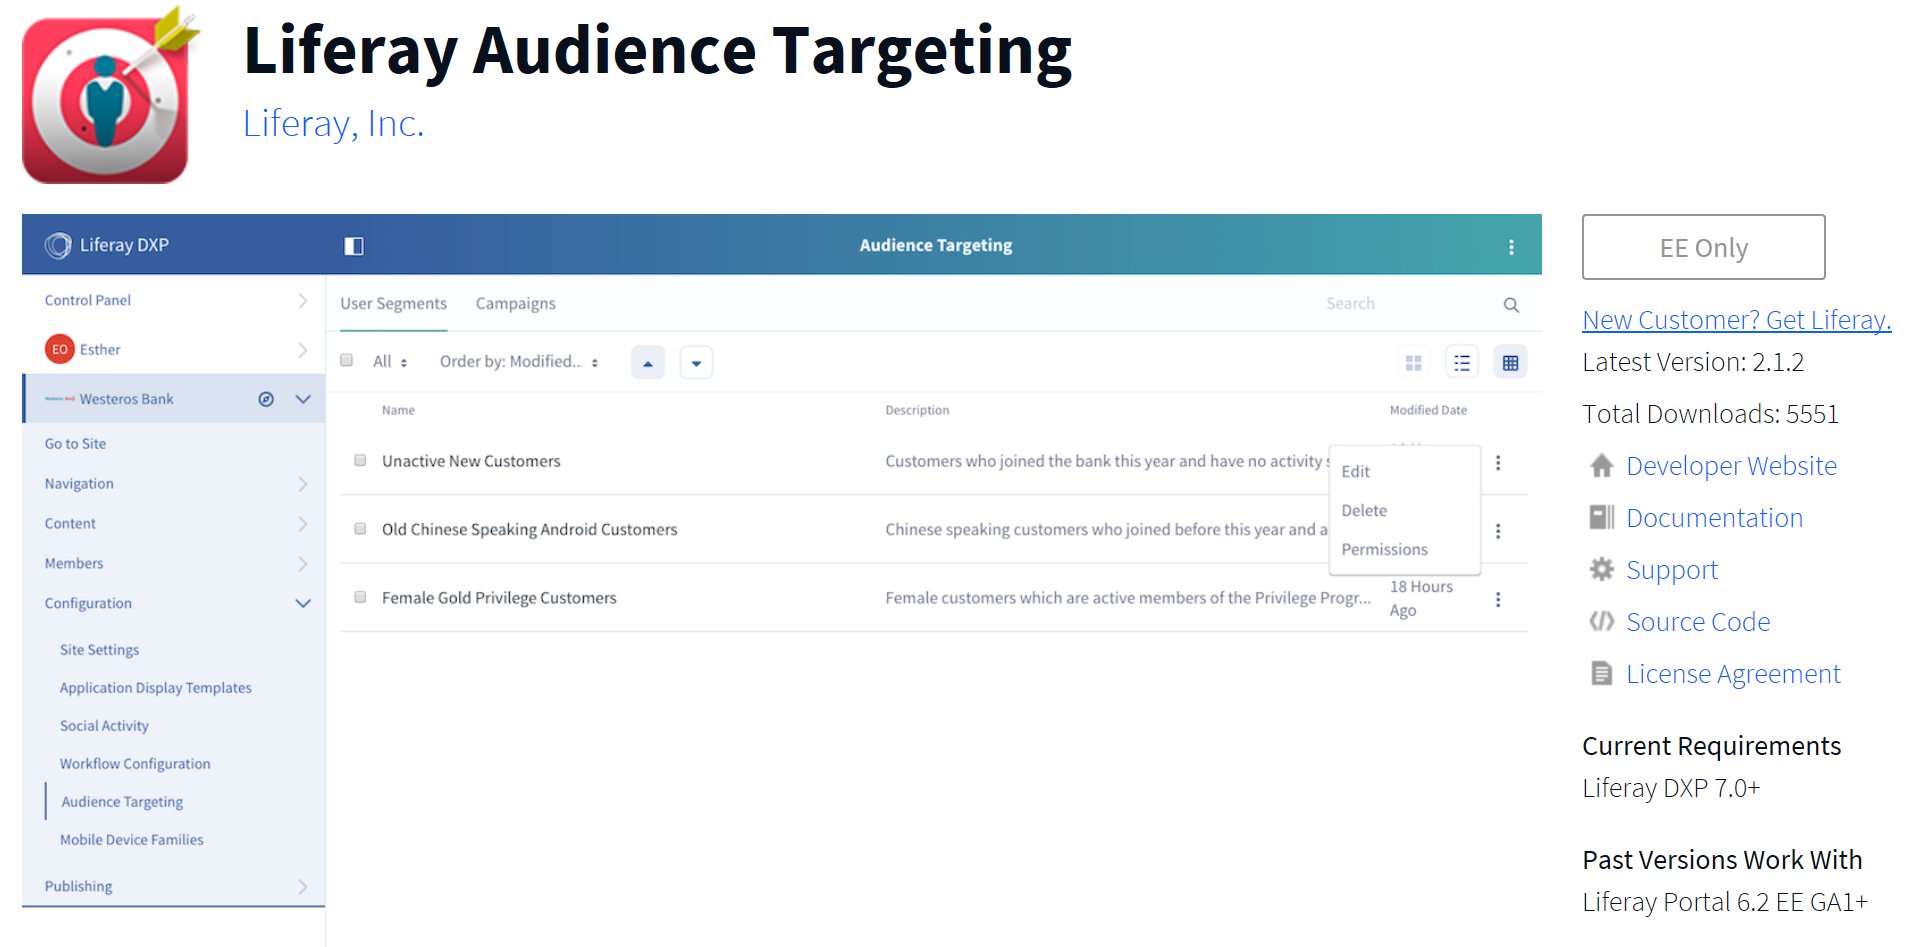 Liferay Audience Targeting
Liferay, Inc.
Liferay DXP
Audience Targeting
Control Panel
EO Esther
Westeros Bank
Go to Site
Navigation
Content
Members
Configuration
Site Settings
Application Display Templates
Social Activity
Workflow Configuration
Audience Targeting
Mobile Device Families
Publishing
User Segments Campaigns Search
All Order by: Modified...
Name Description Modified Date
Unactive New Customers Customers who joined the bank this year and have no activity
Old Chinese Speaking Android Customers Chinese speaking customers who joined before this year and a
Female Gold Privilege Customers Female customers which are active members of the Privilege Progr... 18 Hours
Ago
Edit
Delete
Permissions
EE Only
New Customer? Get Liferay.
Latest Version: 2.1.2
Total Downloads: 5551
Developer Website
Documentation
Support
Source Code
License Agreement
Current Requirements
Liferay DXP 7.0+
Past Versions Work With
Liferay Portal 6.2 EE GA1+